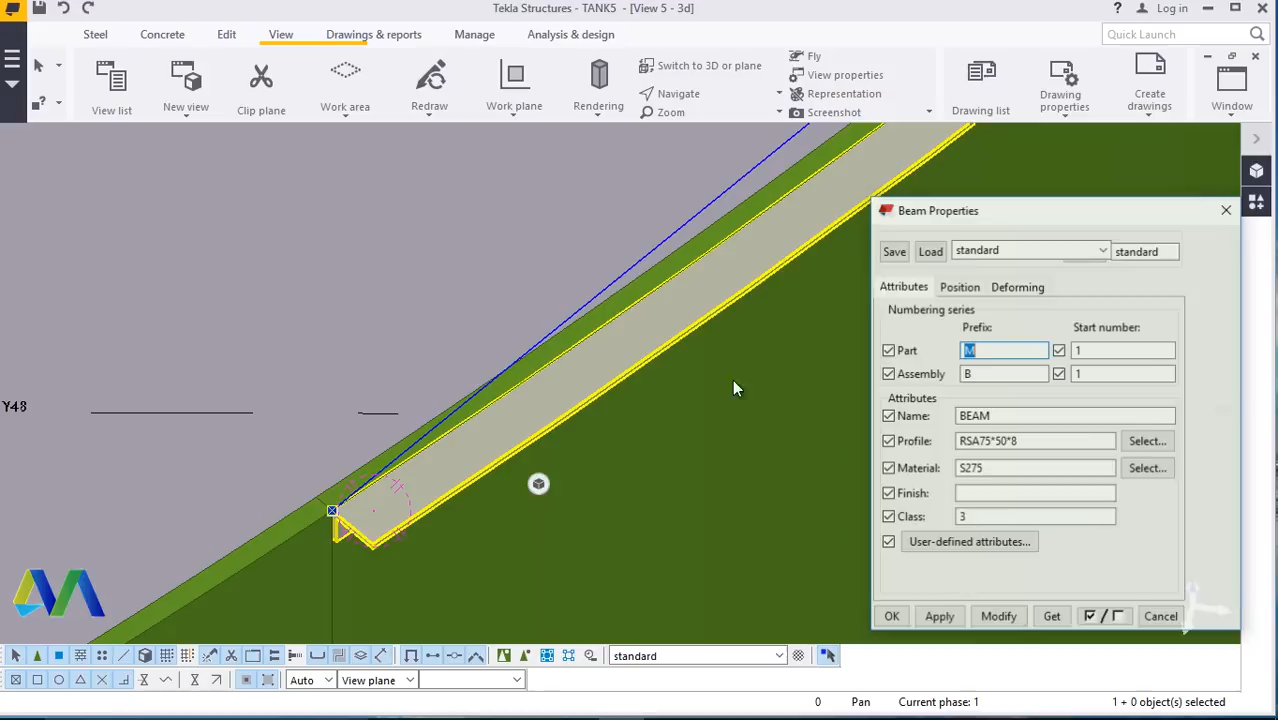 Tekla Structures - TANK5 - [View 5 - 3d]
? Log in
Steel Concrete Edit View Drawings & reports Manage Analysis & design Quick Launch
View list
New view
Clip plane
Work area
Redraw
Work plane
Rendering
Switch to 3D or plane
Navigate
Zoom
Fly
View properties
Representation
Screenshot
Drawing list
Drawing
properties
Create
drawings
Window
Y48
Beam Properties
Save Load standard standard
Attributes Position Deforming
Numbering series
Prefix: Start number:
Part M 1
Assembly B 1
Attributes
Name: BEAM
Profile: RSA75*50*8 Select...
Material: S275 Select...
Finish:
Class: 3
User-defined attributes...
OK Apply Modify Get / Cancel
standard
Auto View plane
0 Pan Current phase: 1 1 + 0 object(s) selected